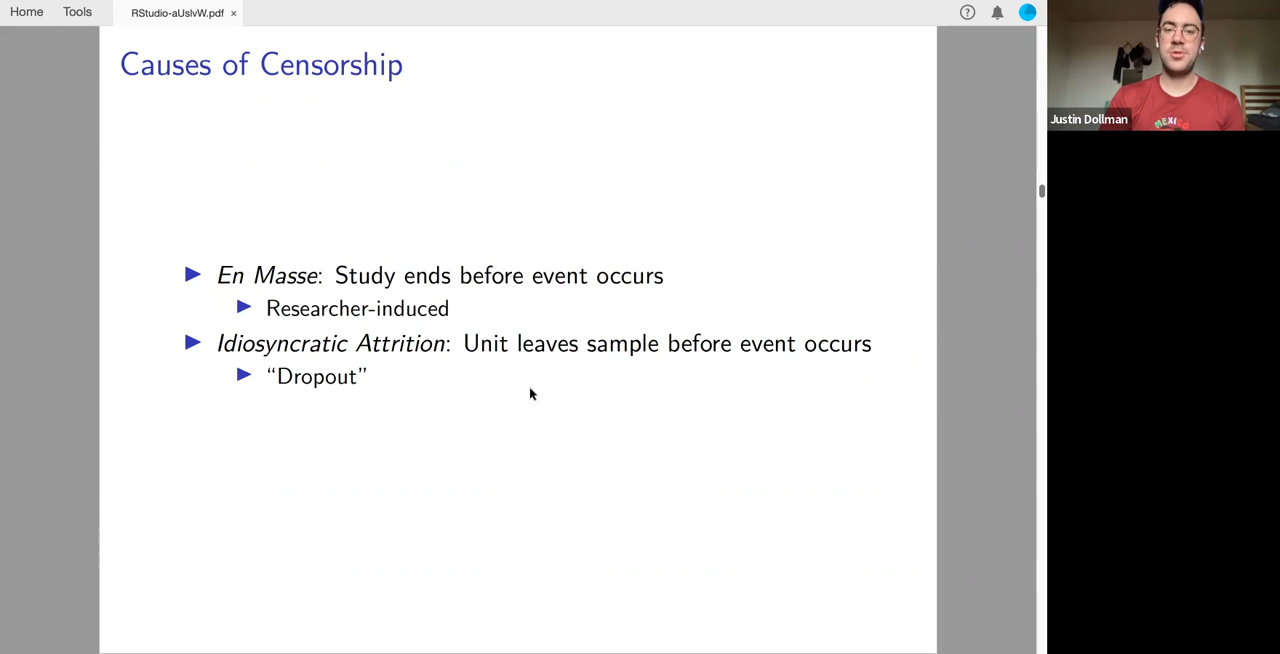 Home Tools RStudio-aUslvW.pdf ×
Causes of Censorship
En Masse: Study ends before event occurs
Researcher-induced
Idiosyncratic Attrition: Unit leaves sample before event occurs
“Dropout”
MEXICO
Justin Dollman